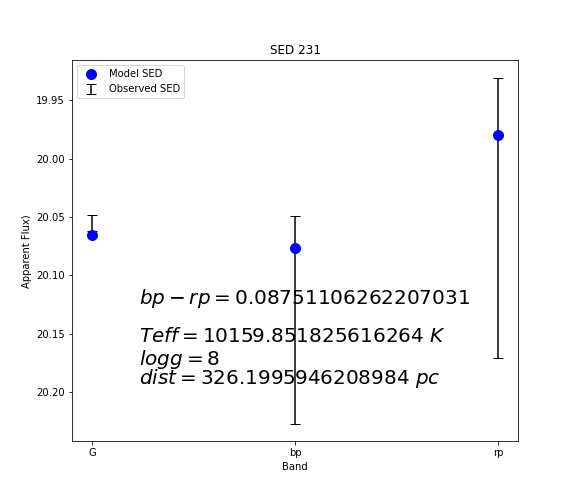 SED 231
Model SED
Observed SED
19.95
20.00
20.05
20.10
20.15
20.20
Apparent Flux)
bp − rp = 0.08751106262207031
Teff = 10159.851825616264 K
logg = 8
dist = 326.1995946208984 pc
G bp rp
Band